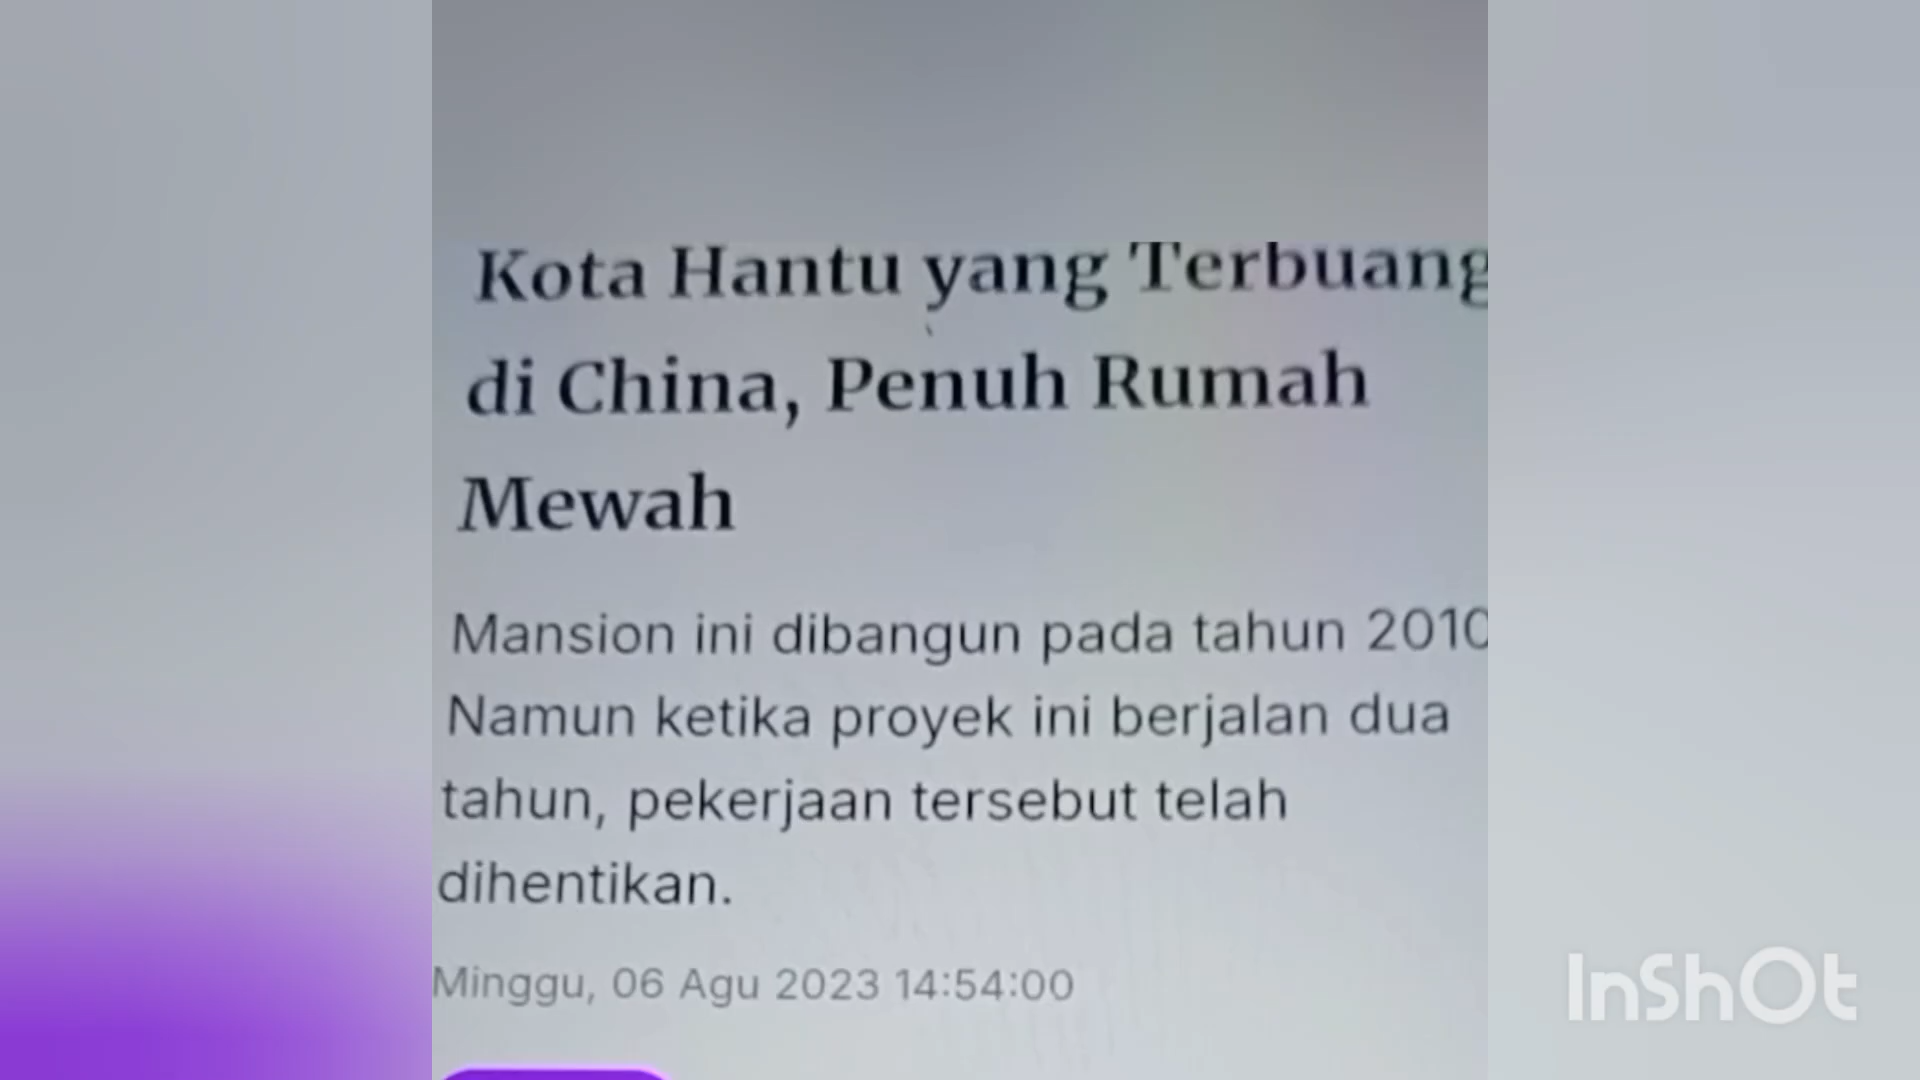 Kota Hantu yang Terbuang
di China, Penuh Rumah
Mewah
Mansion ini dibangun pada tahun 2010
Namun ketika proyek ini berjalan dua
tahun, pekerjaan tersebut telah
dihentikan.
Minggu, 06 Agu 2023 14:54:00
InShOt